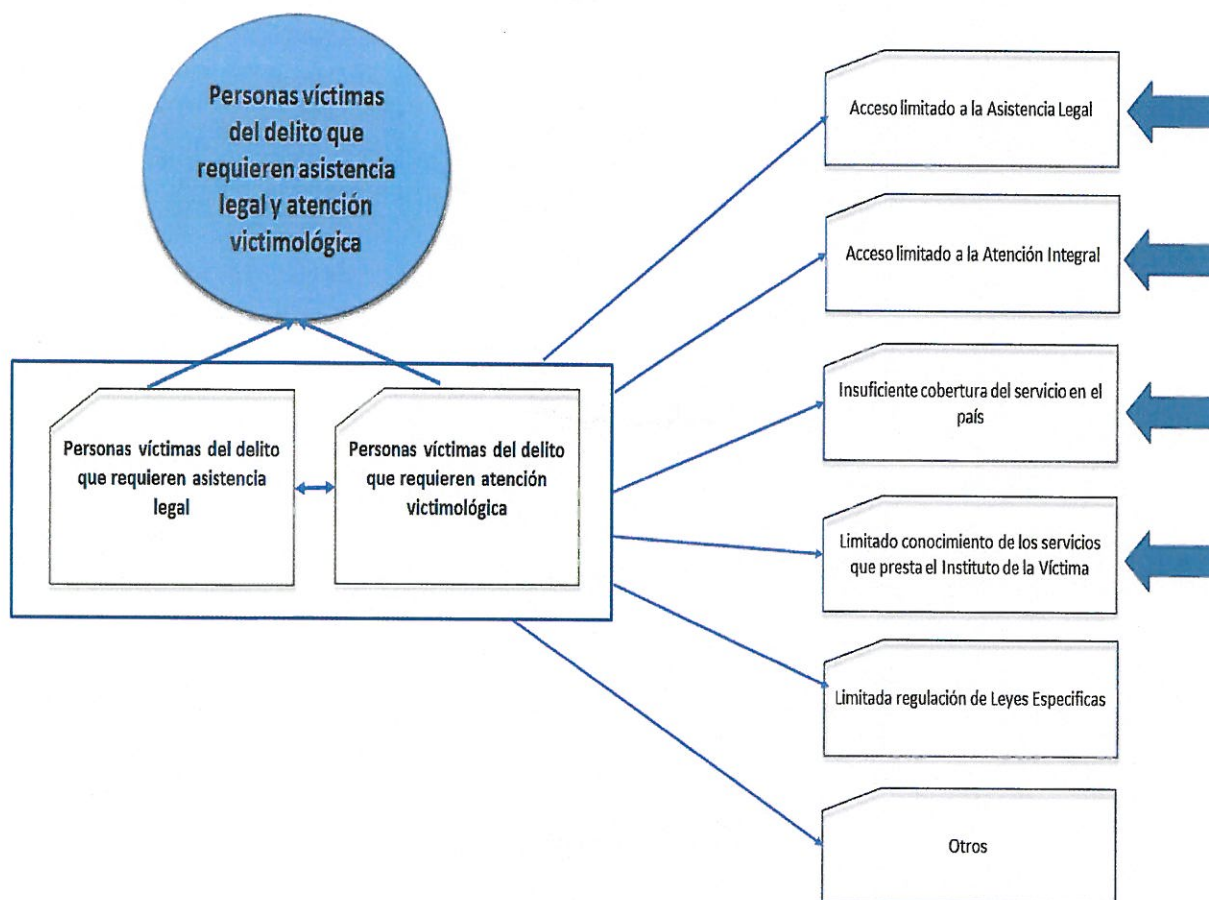 Personas víctimas
del delito que
requieren asistencia
legal y atención
victimológica
Personas víctimas del delito
que requieren asistencia
legal
Personas víctimas del delito
que requieren atención
victimológica
Acceso limitado a la Asistencia Legal
Acceso limitado a la Atención Integral
Insuficiente cobertura del servicio en el
país
Limitado conocimiento de los servicios
que presta el Instituto de la Víctima
Limitada regulación de Leyes Especificas
Otros